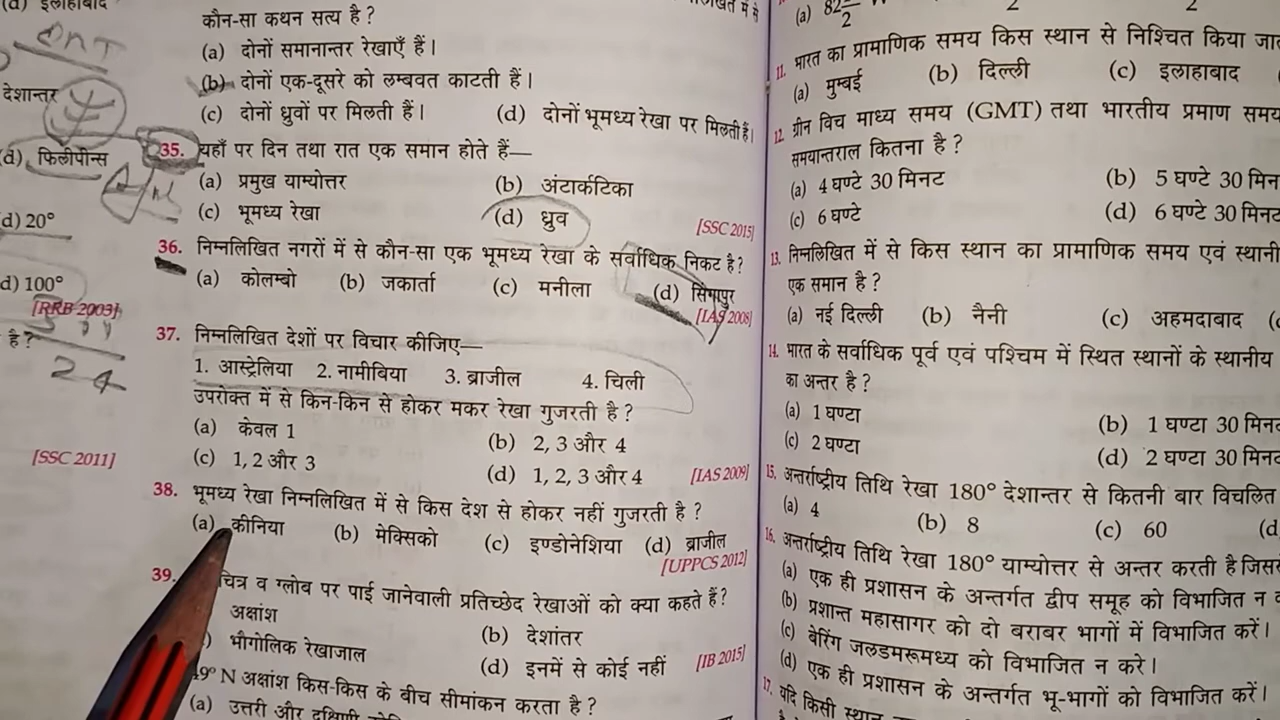 (d) इलाहाबाद
देशान्तर
(d) फिलीपीन्स
(d) 20°
d) 100°
[RRB 2009]
है?
24
[SSC 2011]
कौन-सा कथन सत्य है?
(a) दोनों समानान्तर रेखाएँ हैं।
(b) दोनों एक-दूसरे को लम्बवत काटती हैं।
(c) दोनों ध्रुवों पर मिलती हैं। (d) दोनों भूमध्य रेखा पर मिलती हैं।
35. यहाँ पर दिन तथा रात एक समान होते हैं—
(a) प्रमुख याम्योत्तर (b) अंटार्कटिका
(c) भूमध्य रेखा (d) ध्रुव
[SSC 2015]
36. निम्नलिखित नगरों में से कौन-सा एक भूमध्य रेखा के सर्वाधिक निकट है?
(a) कोलम्बो (b) जकार्ता (c) मनीला (d) सिंगापुर
[IAS 2008]
37. निम्नलिखित देशों पर विचार कीजिए—
1. आस्ट्रेलिया 2. नामीबिया 3. ब्राजील 4. चिली
उपरोक्त में से किन-किन से होकर मकर रेखा गुजरती है?
(a) केवल 1 (b) 2, 3 और 4
(c) 1, 2 और 3 (d) 1, 2, 3 और 4 [IAS 2009]
38. भूमध्य रेखा निम्नलिखित में से किस देश से होकर नहीं गुजरती है?
(a) कीनिया (b) मेक्सिको (c) इण्डोनेशिया (d) ब्राजील
[UPPCS 2012]
39. चित्र व ग्लोब पर पाई जानेवाली प्रतिच्छेद रेखाओं को क्या कहते हैं?
अक्षांश (b) देशांतर
भौगोलिक रेखाजाल (d) इनमें से कोई नहीं [IB 2015]
49° N अक्षांश किस-किस के बीच सीमांकन करता है?
(a) उत्तरी और दक्षिणी
(a) 82 2 2 2
11. भारत का प्रामाणिक समय किस स्थान से निश्चित किया
(a) मुम्बई (b) दिल्ली (c) इलाहाबाद
12. ग्रीन विच माध्य समय (GMT) तथा भारतीय प्रमाण समय
समयान्तराल कितना है?
(a) 4 घण्टे 30 मिनट (b) 5 घण्टे 30 मिन
(c) 6 घण्टे (d) 6 घण्टे 30 मिनट
13. निम्नलिखित में से किस स्थान का प्रामाणिक समय एवं स्थानी
एक समान है?
(a) नई दिल्ली (b) नैनी (c) अहमदाबाद
14. भारत के सर्वाधिक पूर्व एवं पश्चिम में स्थित स्थानों के स्थानीय
का अन्तर है?
(a) 1 घण्टा (b) 1 घण्टा 30 मिनट
(c) 2 घण्टा (d) 2 घण्टा 30 मिनट
15. अन्तर्राष्ट्रीय तिथि रेखा 180° देशान्तर से कितनी बार विचलित
(a) 4 (b) 8 (c) 60 (d)
16. अन्तर्राष्ट्रीय तिथि रेखा 180° याम्योत्तर से अन्तर करती है जिस
(a) एक ही प्रशासन के अन्तर्गत द्वीप समूह को विभाजित न
(b) प्रशान्त महासागर को दो बराबर भागों में विभाजित करें।
(c) बेरिंग जलडमरूमध्य को विभाजित न करे।
(d) एक ही प्रशासन के अन्तर्गत भू-भागों को विभाजित करें।
17. यदि किसी स्थान